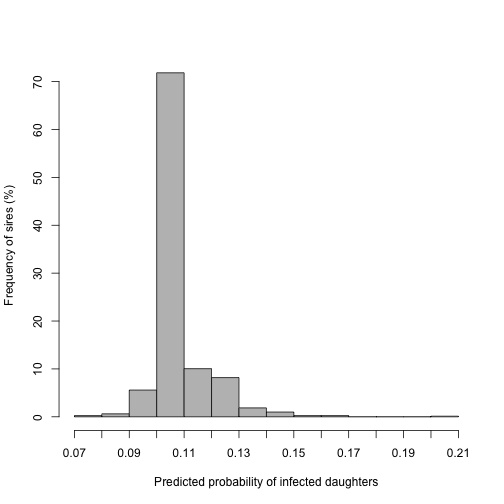 Frequency of sires (%)
70
60
50
40
30
20
10
0
0.07 0.09 0.11 0.13 0.15 0.17 0.19 0.21
Predicted probability of infected daughters